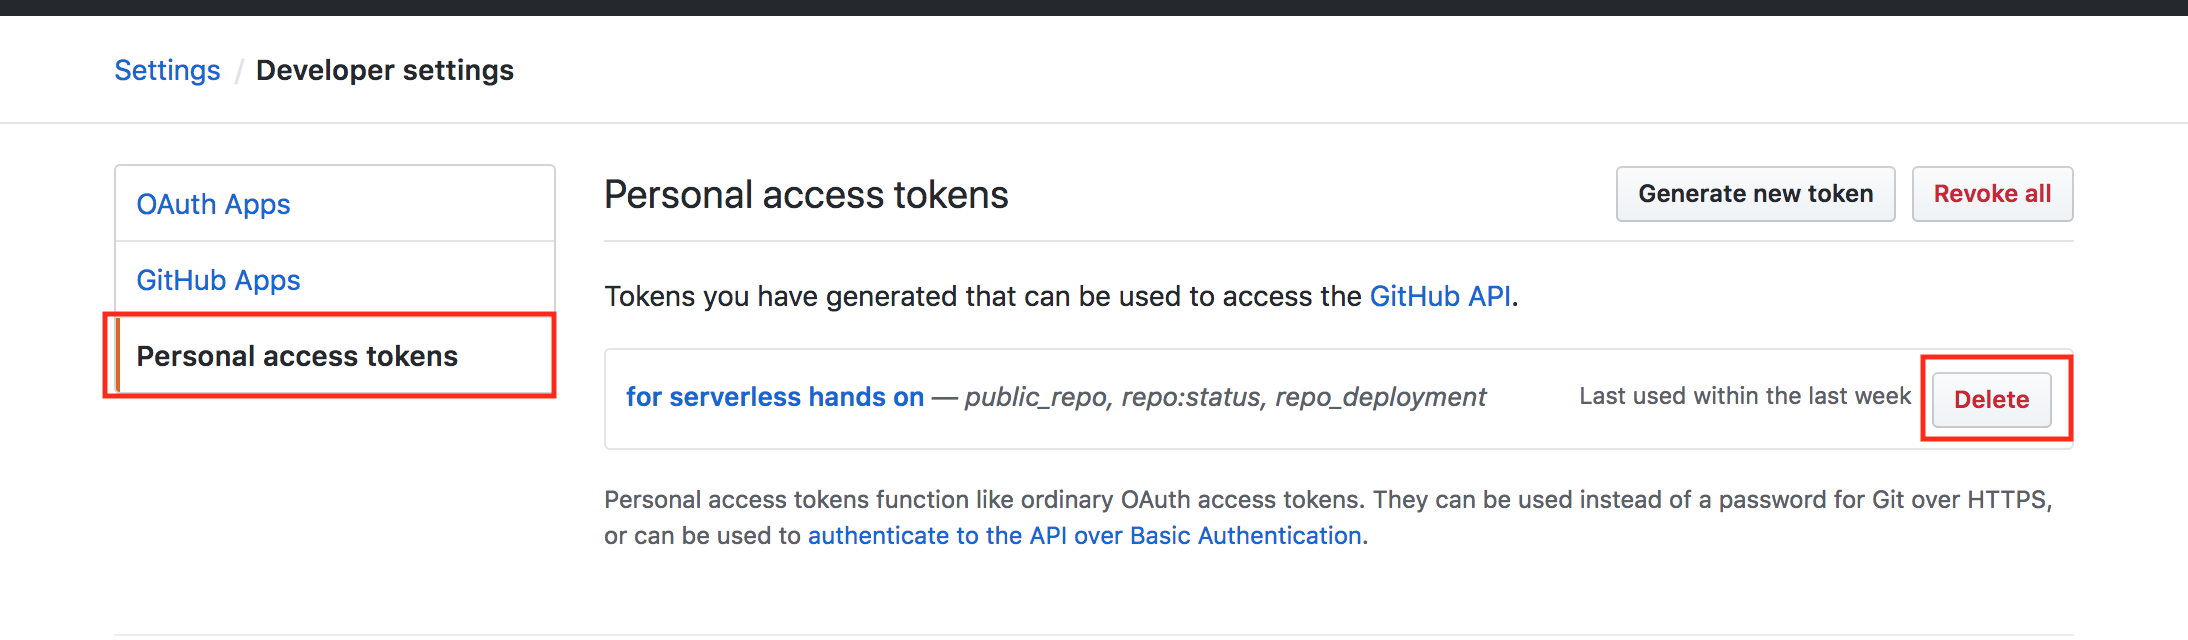 Settings / Developer settings
OAuth Apps
GitHub Apps
Personal access tokens
Personal access tokens
Generate new token
Revoke all
Tokens you have generated that can be used to access the GitHub API.
for serverless hands on — public_repo, repo:status, repo_deployment
Last used within the last week
Delete
Personal access tokens function like ordinary OAuth access tokens. They can be used instead of a password for Git over HTTPS,
or can be used to authenticate to the API over Basic Authentication.